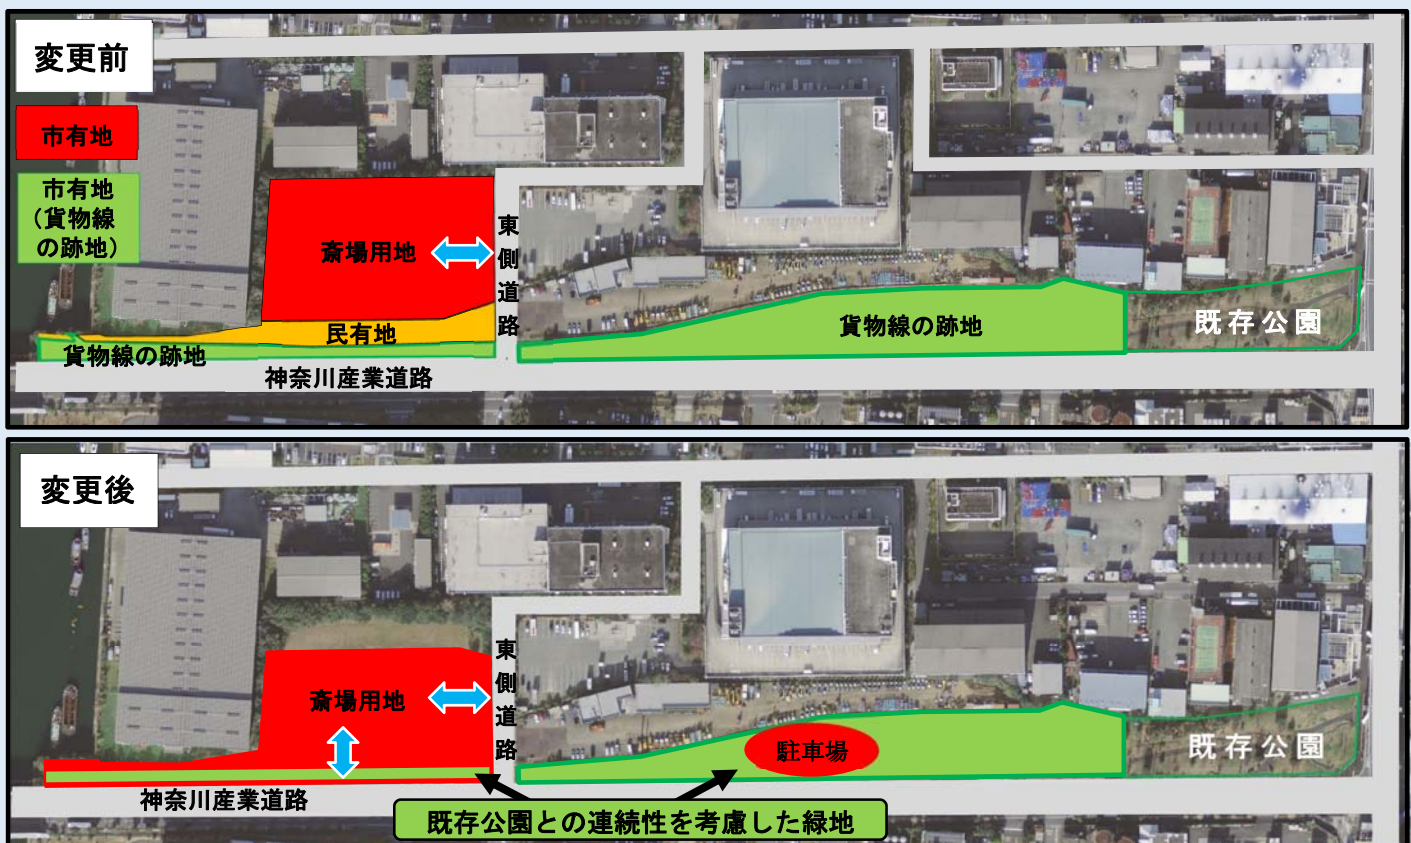 変更前
市有地
市有地
(貨物線
の跡地)
斎場用地
東側道路
民有地
貨物線の跡地
貨物線の跡地
既存公園
神奈川産業道路
変更後
斎場用地
東側道路
駐車場
既存公園
神奈川産業道路
既存公園との連続性を考慮した緑地